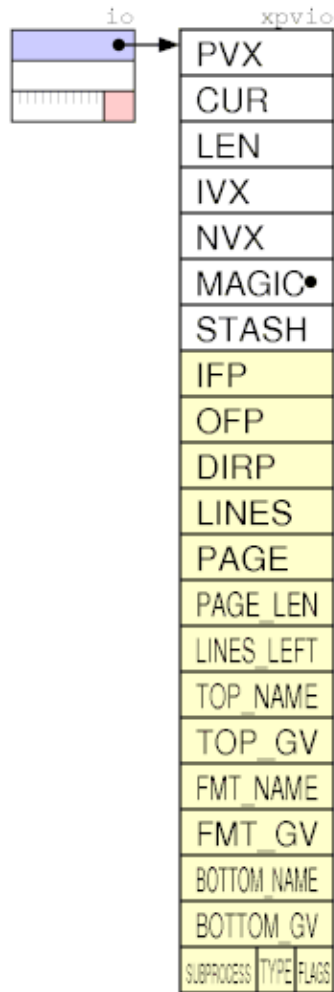 io xpvio
PVX
CUR
LEN
IVX
NVX
MAGIC
STASH
IFP
OFP
DIRP
LINES
PAGE
PAGE_LEN
LINES_LEFT
TOP_NAME
TOP_GV
FMT_NAME
FMT_GV
BOTTOM_NAME
BOTTOM_GV
SUBPROCESS TYPE FLAGS